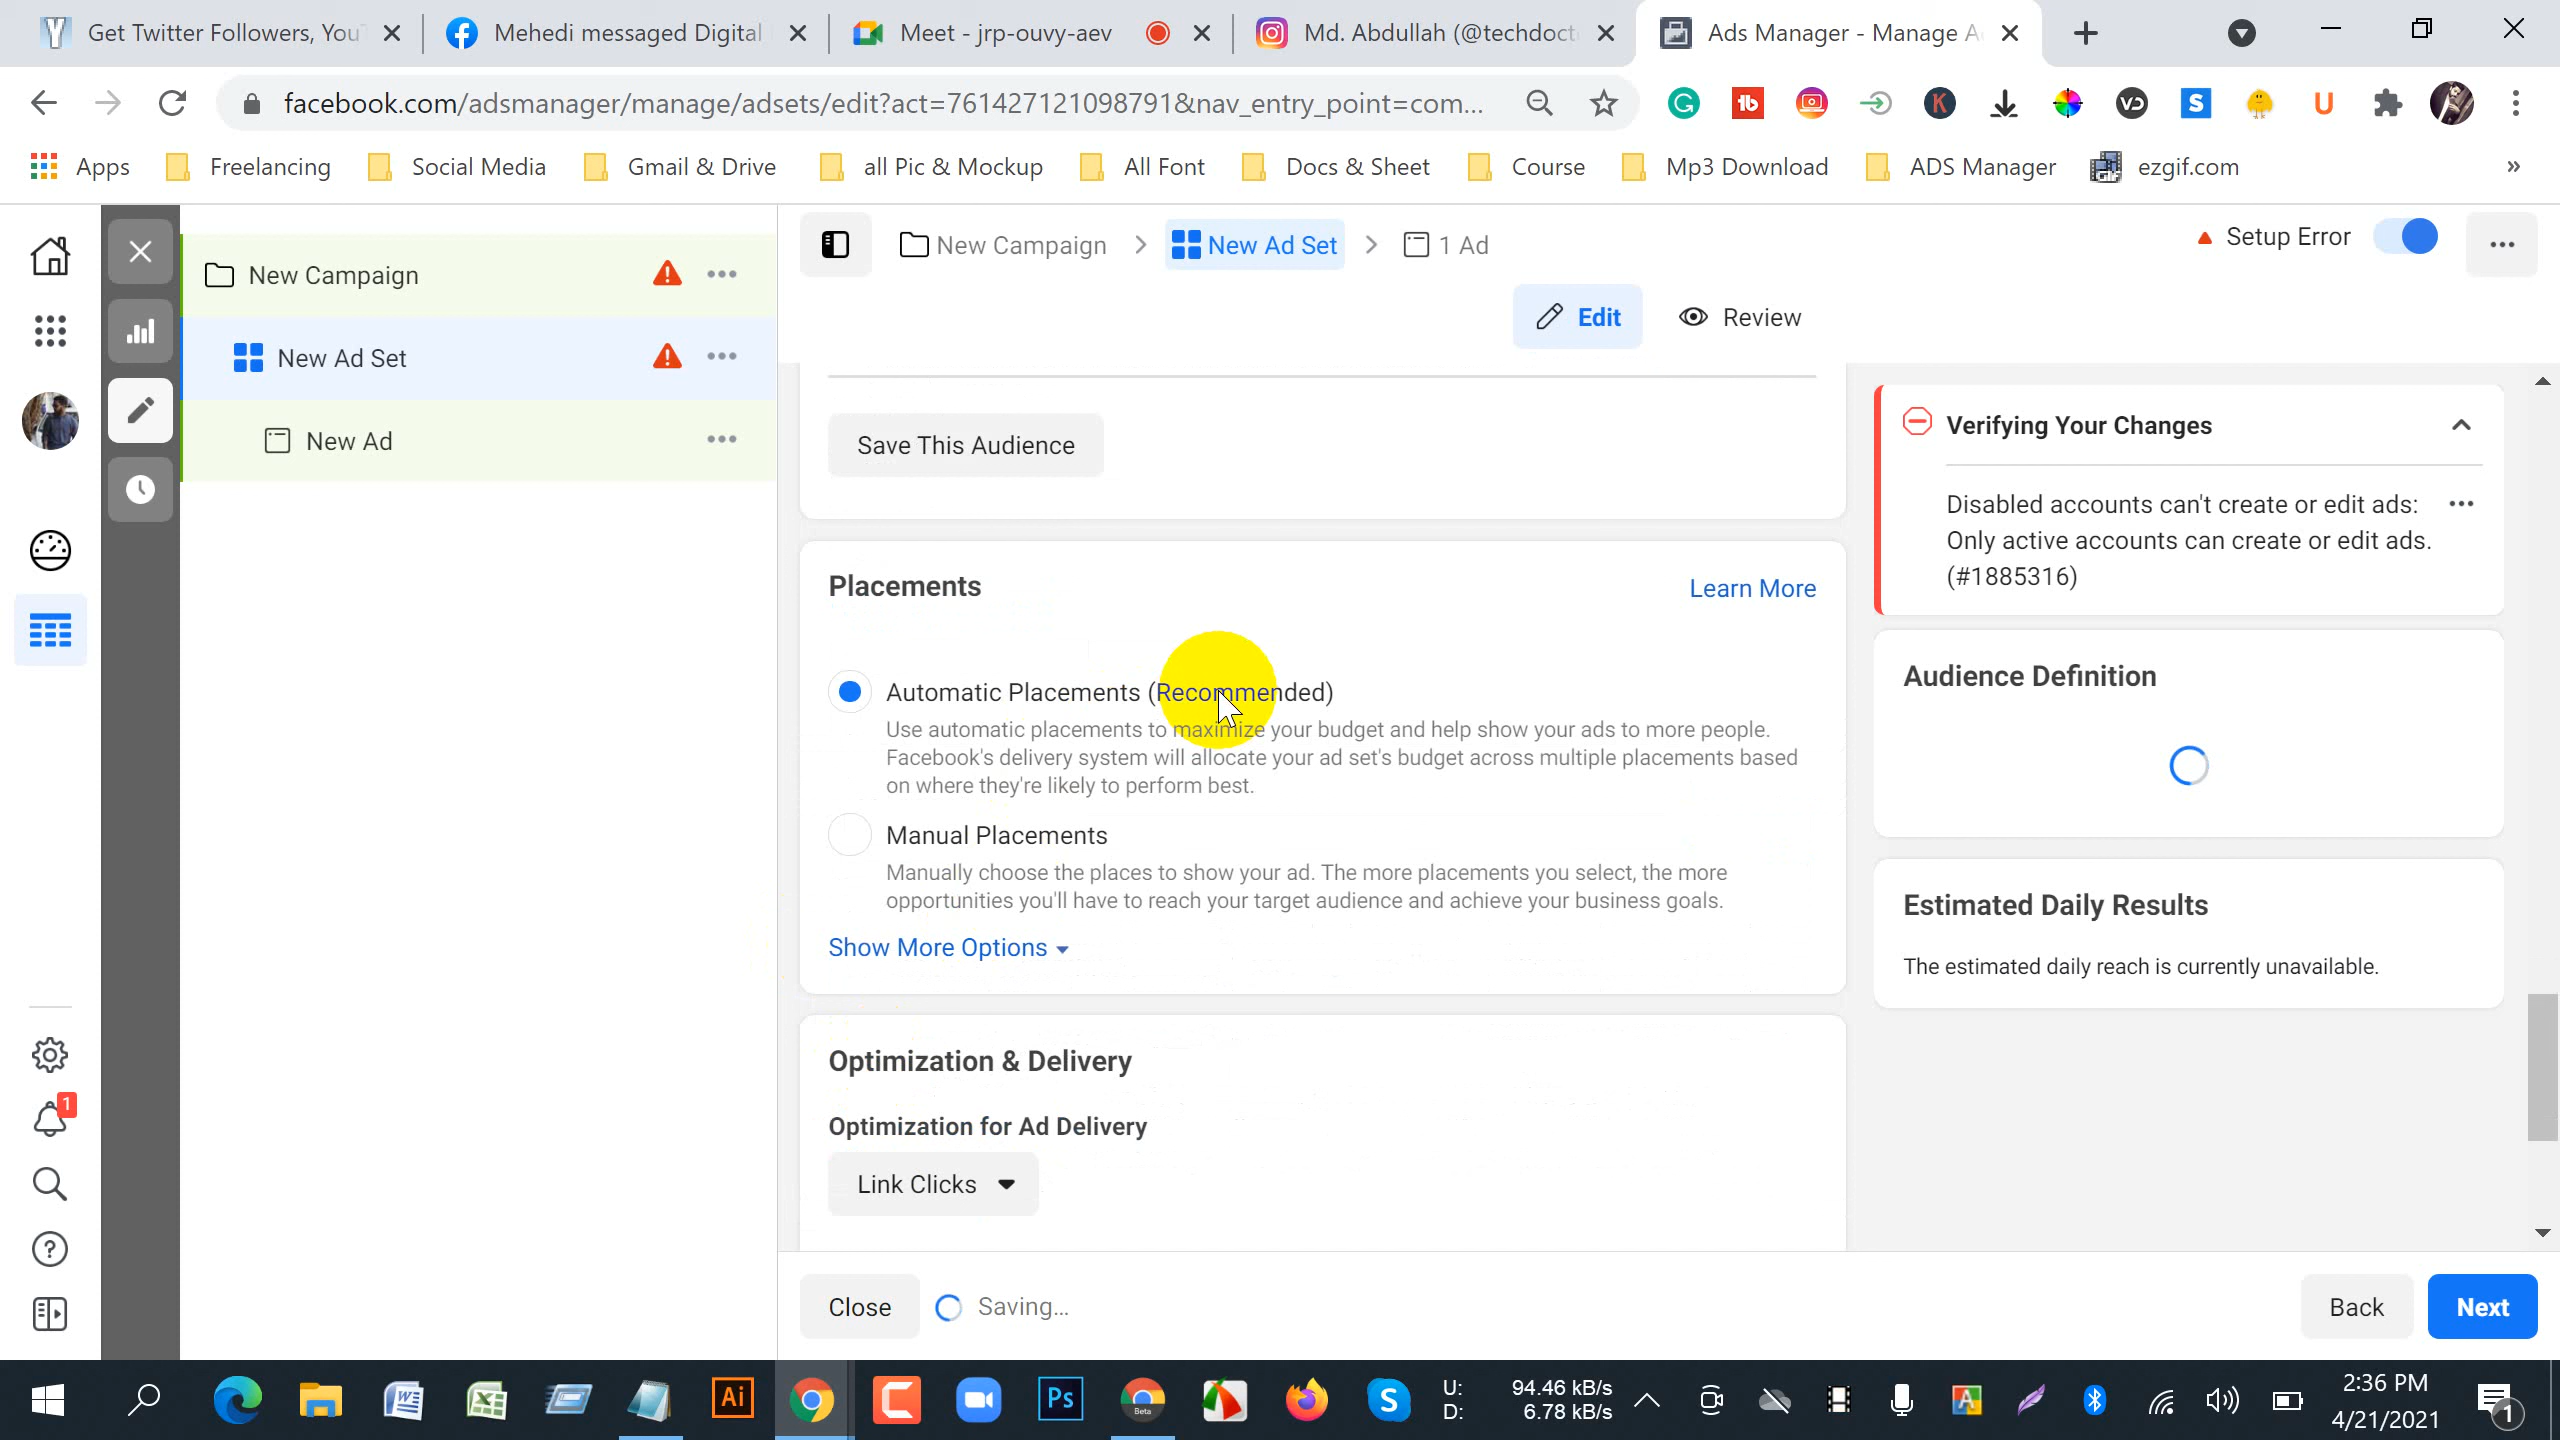 Get Twitter Followers, You
Mehedi messaged Digital
Meet - jrp-ouvy-aev
Md. Abdullah (@techdoct
Ads Manager - Manage A
facebook.com/adsmanager/manage/adsets/edit?act=761427121098791&nav_entry_point=com...
Apps
Freelancing
Social Media
Gmail & Drive
all Pic & Mockup
All Font
Docs & Sheet
Course
Mp3 Download
ADS Manager
ezgif.com
»
New Campaign
New Ad Set
New Ad
New Campaign
New Ad Set
1 Ad
Setup Error
Edit
Review
Save This Audience
Placements
Learn More
Automatic Placements (Recommended)
Use automatic placements to maximize your budget and help show your ads to more people.
Facebook's delivery system will allocate your ad set's budget across multiple placements based
on where they're likely to perform best.
Manual Placements
Manually choose the places to show your ad. The more placements you select, the more
opportunities you'll have to reach your target audience and achieve your business goals.
Show More Options
Optimization & Delivery
Optimization for Ad Delivery
Link Clicks
Verifying Your Changes
Disabled accounts can't create or edit ads:
Only active accounts can create or edit ads.
(#1885316)
Audience Definition
Estimated Daily Results
The estimated daily reach is currently unavailable.
1
Close
Saving...
Back
Next
Ai
Ps
Beta
U: 94.46 kB/s
D: 6.78 kB/s
2:36 PM
4/21/2021
1